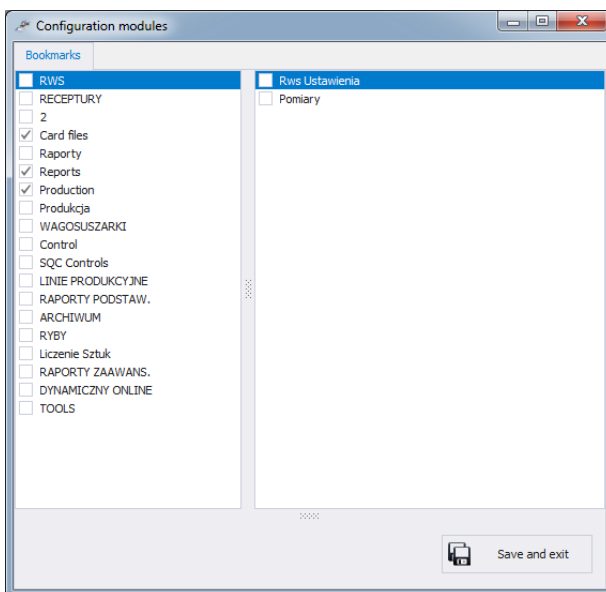 Configuration modules
Bookmarks
RWS
RECEPTURY
2
Card files
Raporty
Reports
Production
Produkcja
WAGOSUSZARKI
Control
SQC Controls
LINIE PRODUKCYJNE
RAPORTY PODSTAW.
ARCHIWUM
RYBY
Liczenie Sztuk
RAPORTY ZAAWANS.
DYNAMICZNY ONLINE
TOOLS
Rws Ustawienia
Pomiary
Save and exit